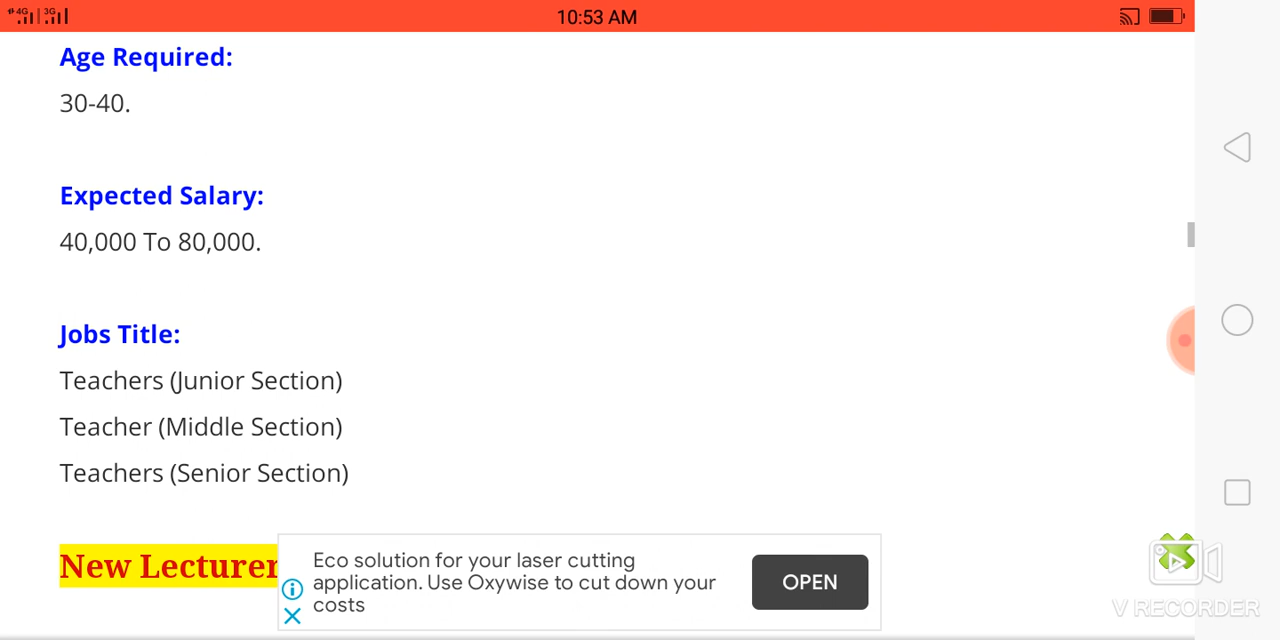 4G 3G 10:53 AM
Age Required:
30-40.
Expected Salary:
40,000 To 80,000.
Jobs Title:
Teachers (Junior Section)
Teacher (Middle Section)
Teachers (Senior Section)
New Lecturer
Eco solution for your laser cutting
application. Use Oxywise to cut down your
costs
OPEN
V RECORDER